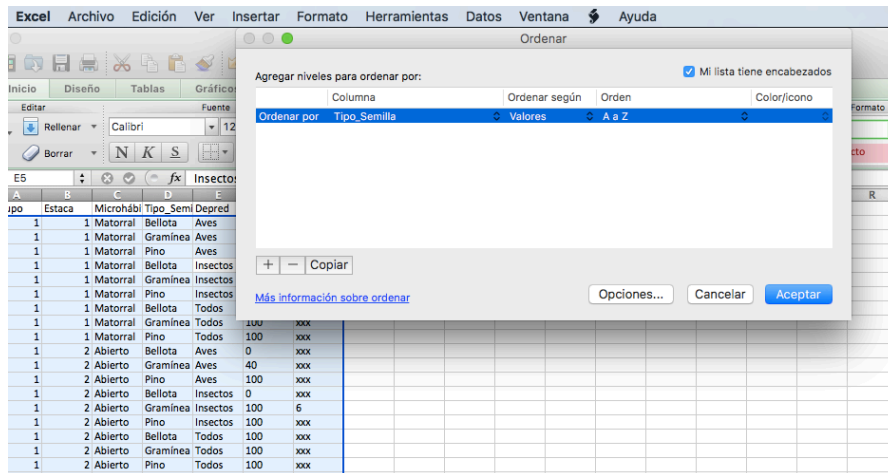 Excel Archivo Edición Ver Insertar Formato Herramientas Datos Ventana Ayuda
Ordenar
Inicio Diseño Tablas
Editar Fuente Formato
Rellenar Calibri 12
Borrar N K S
E5 fx
Agregar niveles para ordenar por: Mi lista tiene encabezados
Columna Ordenar según Orden Color/icono
Ordenar por Tipo_Semilla Valores A a Z
+ − Copiar
Más información sobre ordenar Opciones... Cancelar Aceptar
A B C D E R
Estaca Depred
1 1 Matorral Bellota Aves
1 1 Matorral Gramínea Aves
1 1 Matorral Pino Aves
1 1 Matorral Bellota Insectos
1 1 Matorral Gramínea Insectos
1 1 Matorral Pino Insectos
1 1 Matorral Bellota Todos
1 1 Matorral Gramínea Todos 100 xxx
1 1 Matorral Pino Todos 100 xxx
1 2 Abierto Bellota Aves 0 xxx
1 2 Abierto Gramínea Aves 40 xxx
1 2 Abierto Pino Aves 100 xxx
1 2 Abierto Bellota Insectos 0 xxx
1 2 Abierto Gramínea Insectos 100 6
1 2 Abierto Pino Insectos 100 xxx
1 2 Abierto Bellota Todos 100 xxx
1 2 Abierto Gramínea Todos 100 xxx
1 2 Abierto Pino Todos 100 xxx